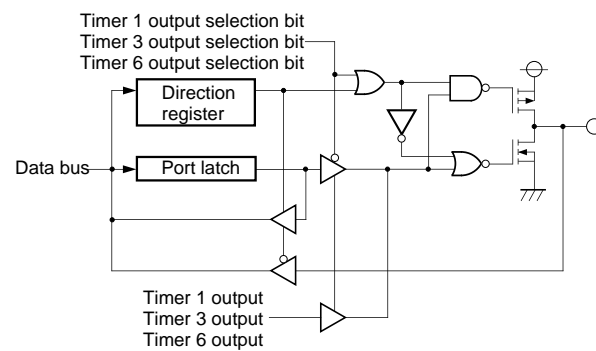 Timer 1 output selection bit
Timer 3 output selection bit
Timer 6 output selection bit
Direction
register
Data bus
Port latch
Timer 1 output
Timer 3 output
Timer 6 output